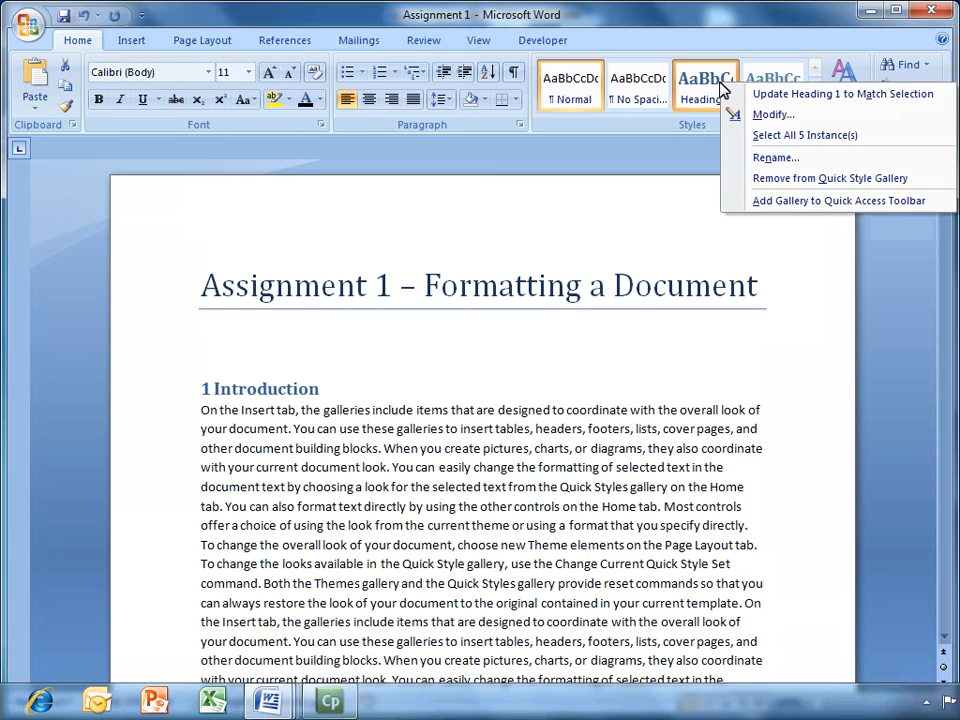 Assignment 1 - Microsoft Word
Home Insert Page Layout References Mailings Review View Developer
Paste
Calibri (Body) 11
B I U abc X₂ X² Aa A
Clipboard Font Paragraph Styles
AaBbCcDc AaBbCcDc AaBbC AaBbCc
¶ Normal ¶ No Spaci... Heading
Find
Update Heading 1 to Match Selection
Modify...
Select All 5 Instance(s)
Rename...
Remove from Quick Style Gallery
Add Gallery to Quick Access Toolbar
Assignment 1 – Formatting a Document
1 Introduction
On the Insert tab, the galleries include items that are designed to coordinate with the overall look of
your document. You can use these galleries to insert tables, headers, footers, lists, cover pages, and
other document building blocks. When you create pictures, charts, or diagrams, they also coordinate
with your current document look. You can easily change the formatting of selected text in the
document text by choosing a look for the selected text from the Quick Styles gallery on the Home
tab. You can also format text directly by using the other controls on the Home tab. Most controls
offer a choice of using the look from the current theme or using a format that you specify directly.
To change the overall look of your document, choose new Theme elements on the Page Layout tab.
To change the looks available in the Quick Style gallery, use the Change Current Quick Style Set
command. Both the Themes gallery and the Quick Styles gallery provide reset commands so that you
can always restore the look of your document to the original contained in your current template. On
the Insert tab, the galleries include items that are designed to coordinate with the overall look of
your document. You can use these galleries to insert tables, headers, footers, lists, cover pages, and
other document building blocks. When you create pictures, charts, or diagrams, they also coordinate
with your current document look. You can easily change the formatting of selected text in the
Cp